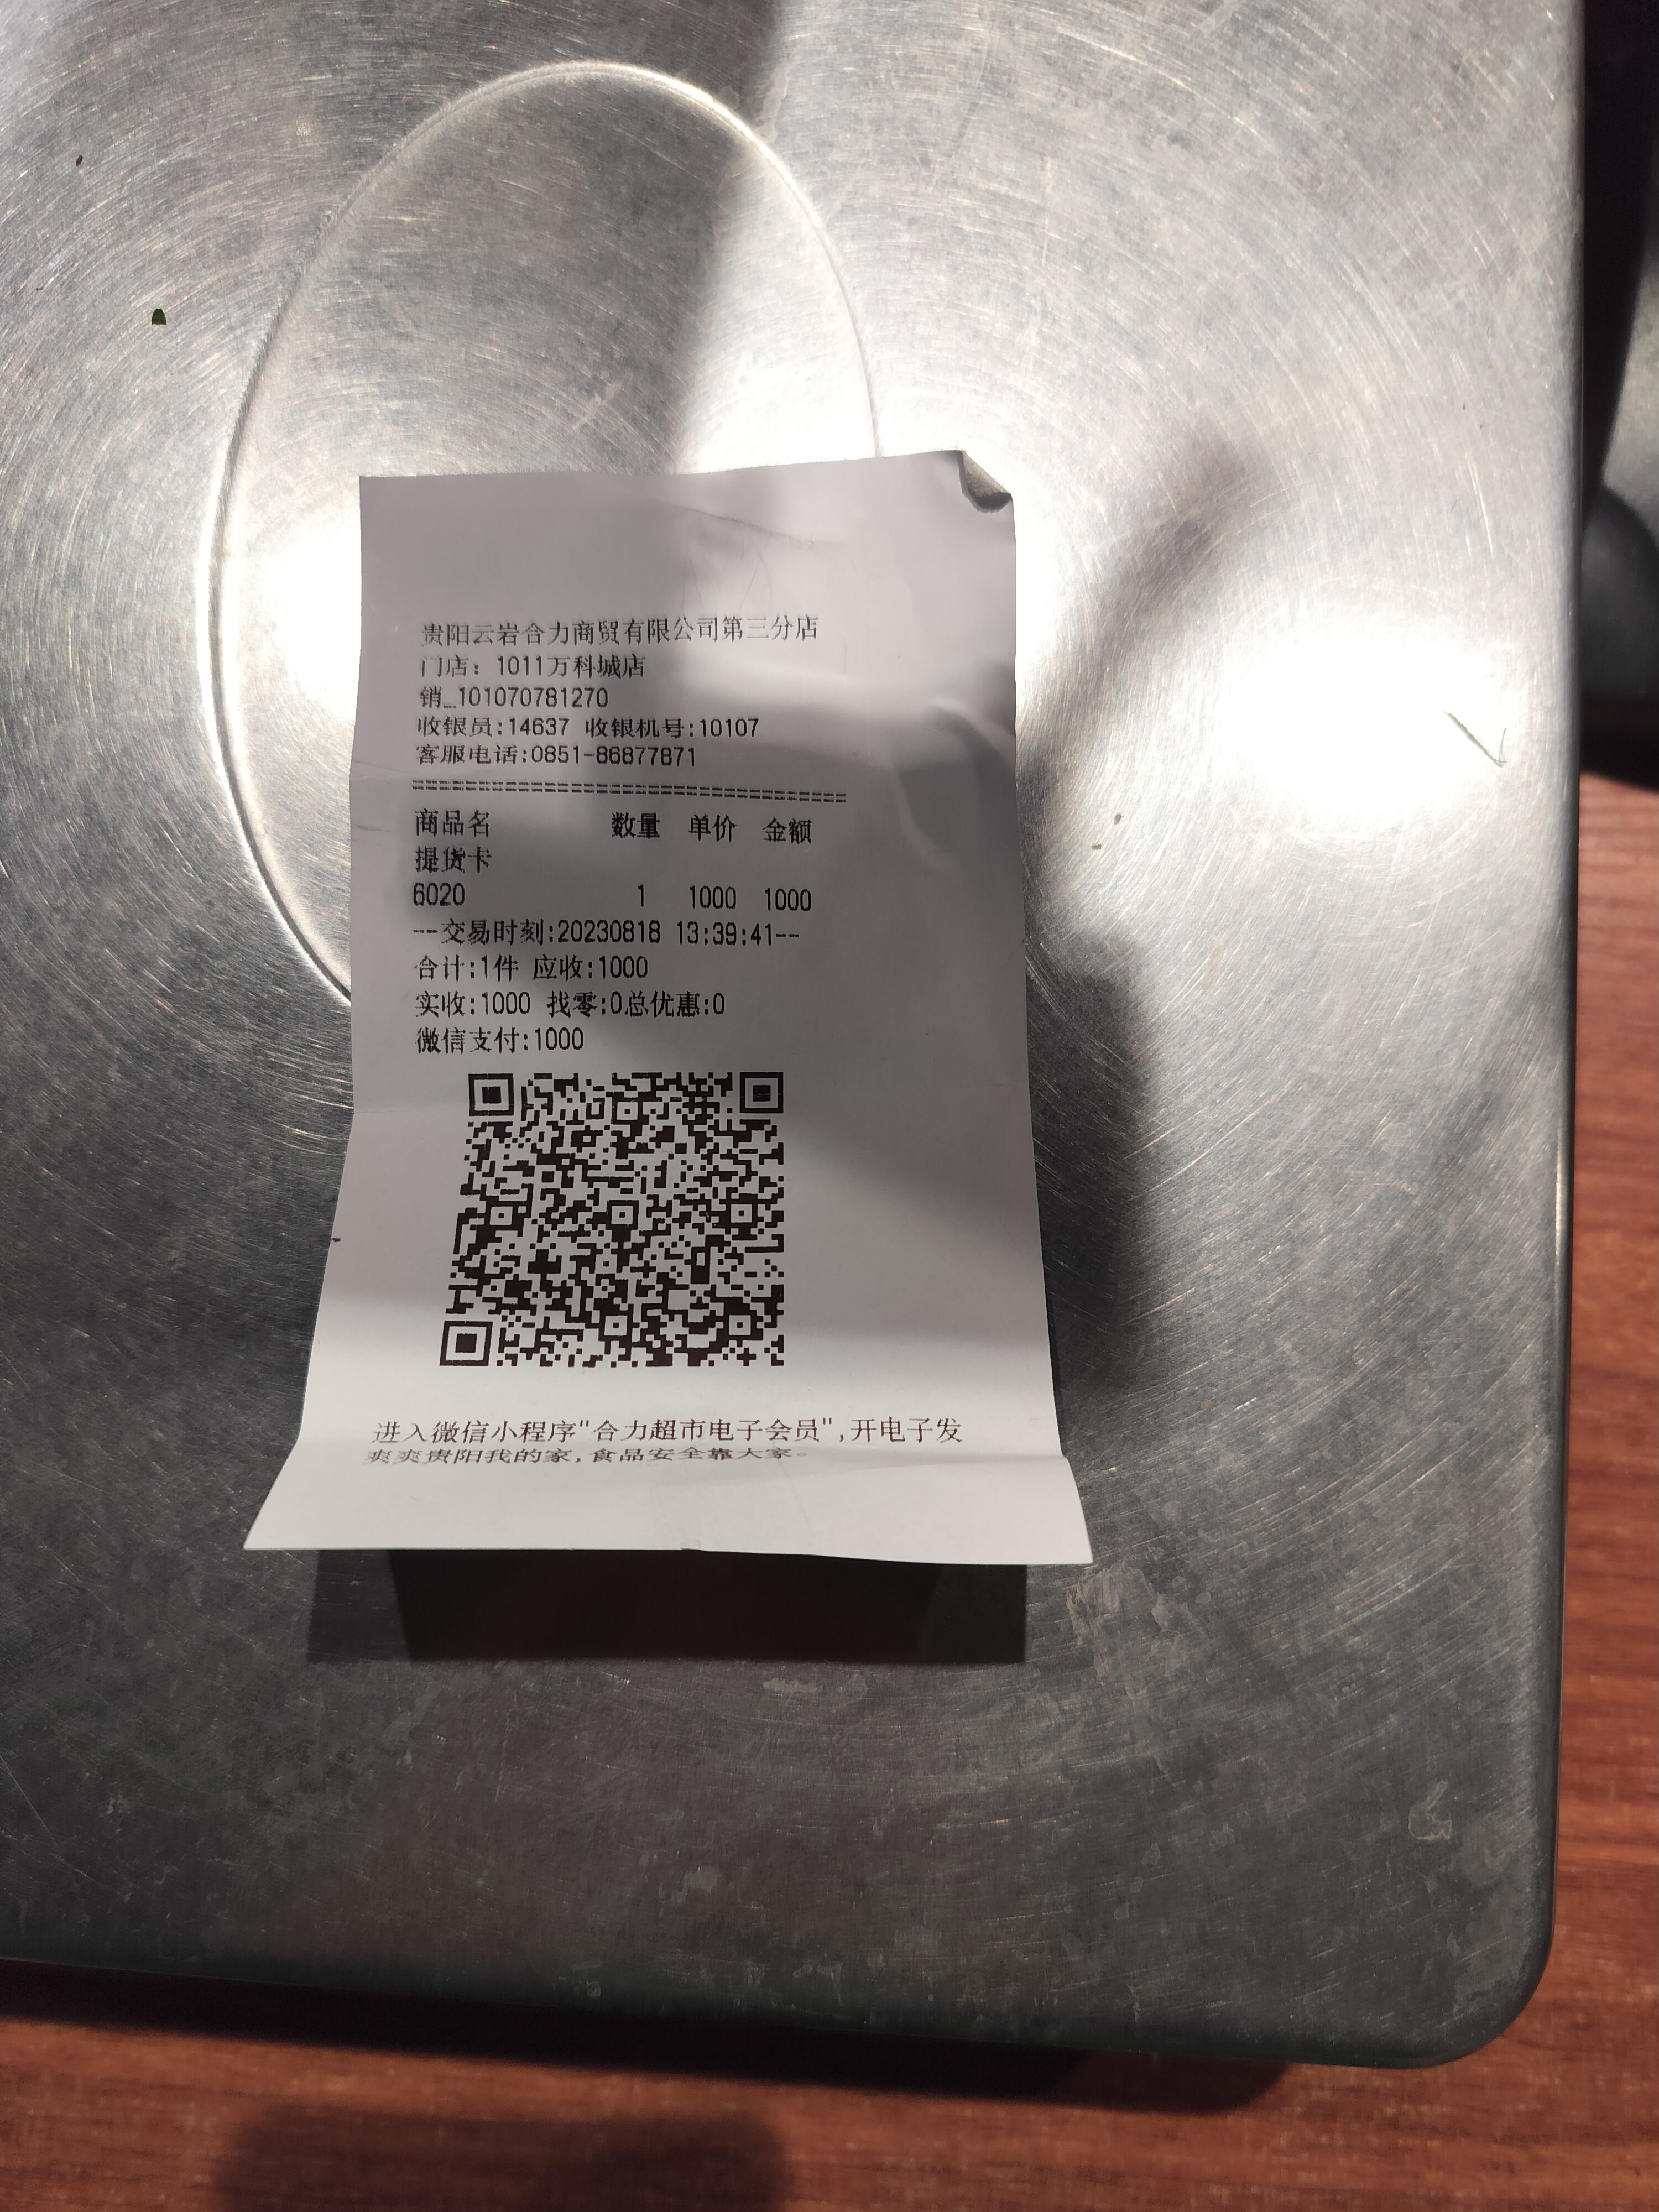 贵阳云岩合力商贸有限公司第三分店
门店：1011万科城店
销_101070781270
收银员:14637 收银机号:10107
客服电话:0851-86877871
====================================
商品名 数量 单价 金额
提货卡
6020 1 1000 1000
--交易时刻:20230818 13:39:41--
合计:1件 应收:1000
实收:1000 找零:0总优惠:0
微信支付:1000
进入微信小程序"合力超市电子会员",开电子发
爽爽贵阳我的家,食品安全靠大家。